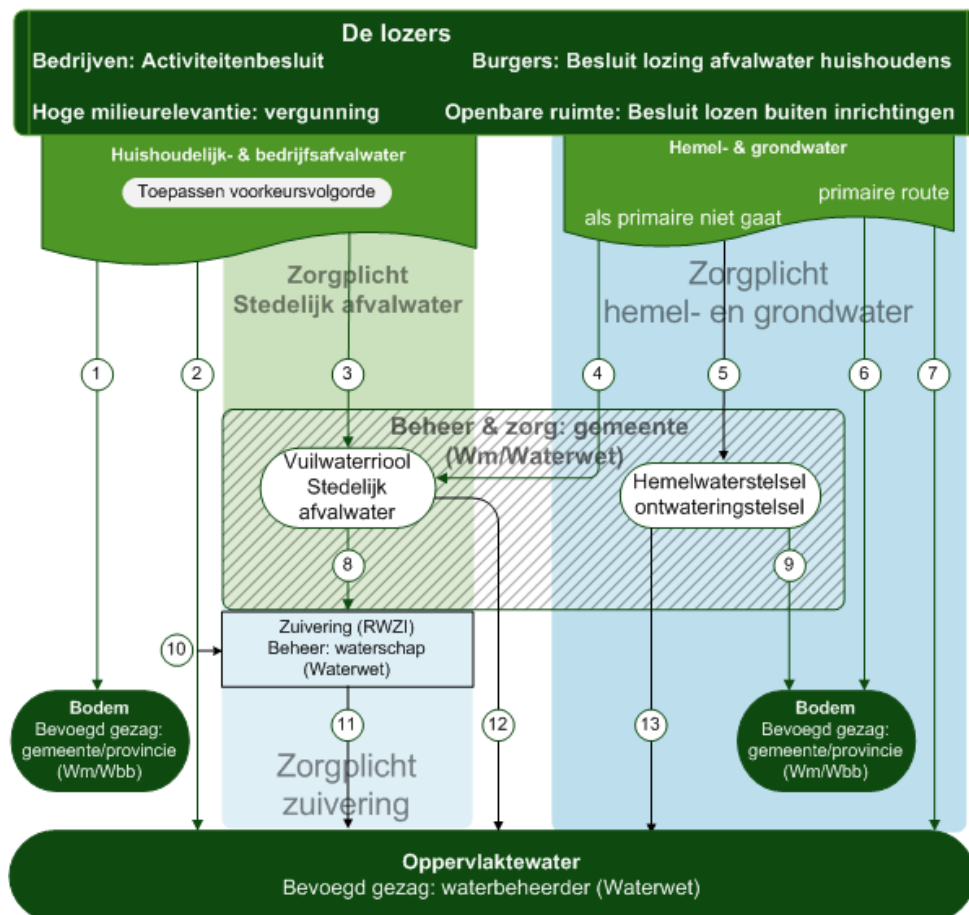 De lozers
Bedrijven: Activiteitenbesluit
Burgers: Besluit lozing afvalwater huishoudens
Hoge milieurelevantie: vergunning
Openbare ruimte: Besluit lozen buiten inrichtingen
Huishoudelijk- & bedrijfsafvalwater
Toepassen voorkeursvolgorde
Hemel- & grondwater
primaire route
als primaire niet gaat
Zorgplicht
Stedelijk afvalwater
Zorgplicht
hemel- en grondwater
1
2
3
4
5
6
7
Beheer & zorg: gemeente
(Wm/Waterwet)
Vuilwaterriool
Stedelijk
afvalwater
Hemelwaterstelsel
ontwateringstelsel
8
9
10
Zuivering (RWZI)
Beheer: waterschap
(Waterwet)
11
12
13
Bodem
Bevoegd gezag:
gemeente/provincie
(Wm/Wbb)
Bodem
Bevoegd gezag:
gemeente/provincie
(Wm/Wbb)
Zorgplicht
zuivering
Oppervlaktewater
Bevoegd gezag: waterbeheerder (Waterwet)